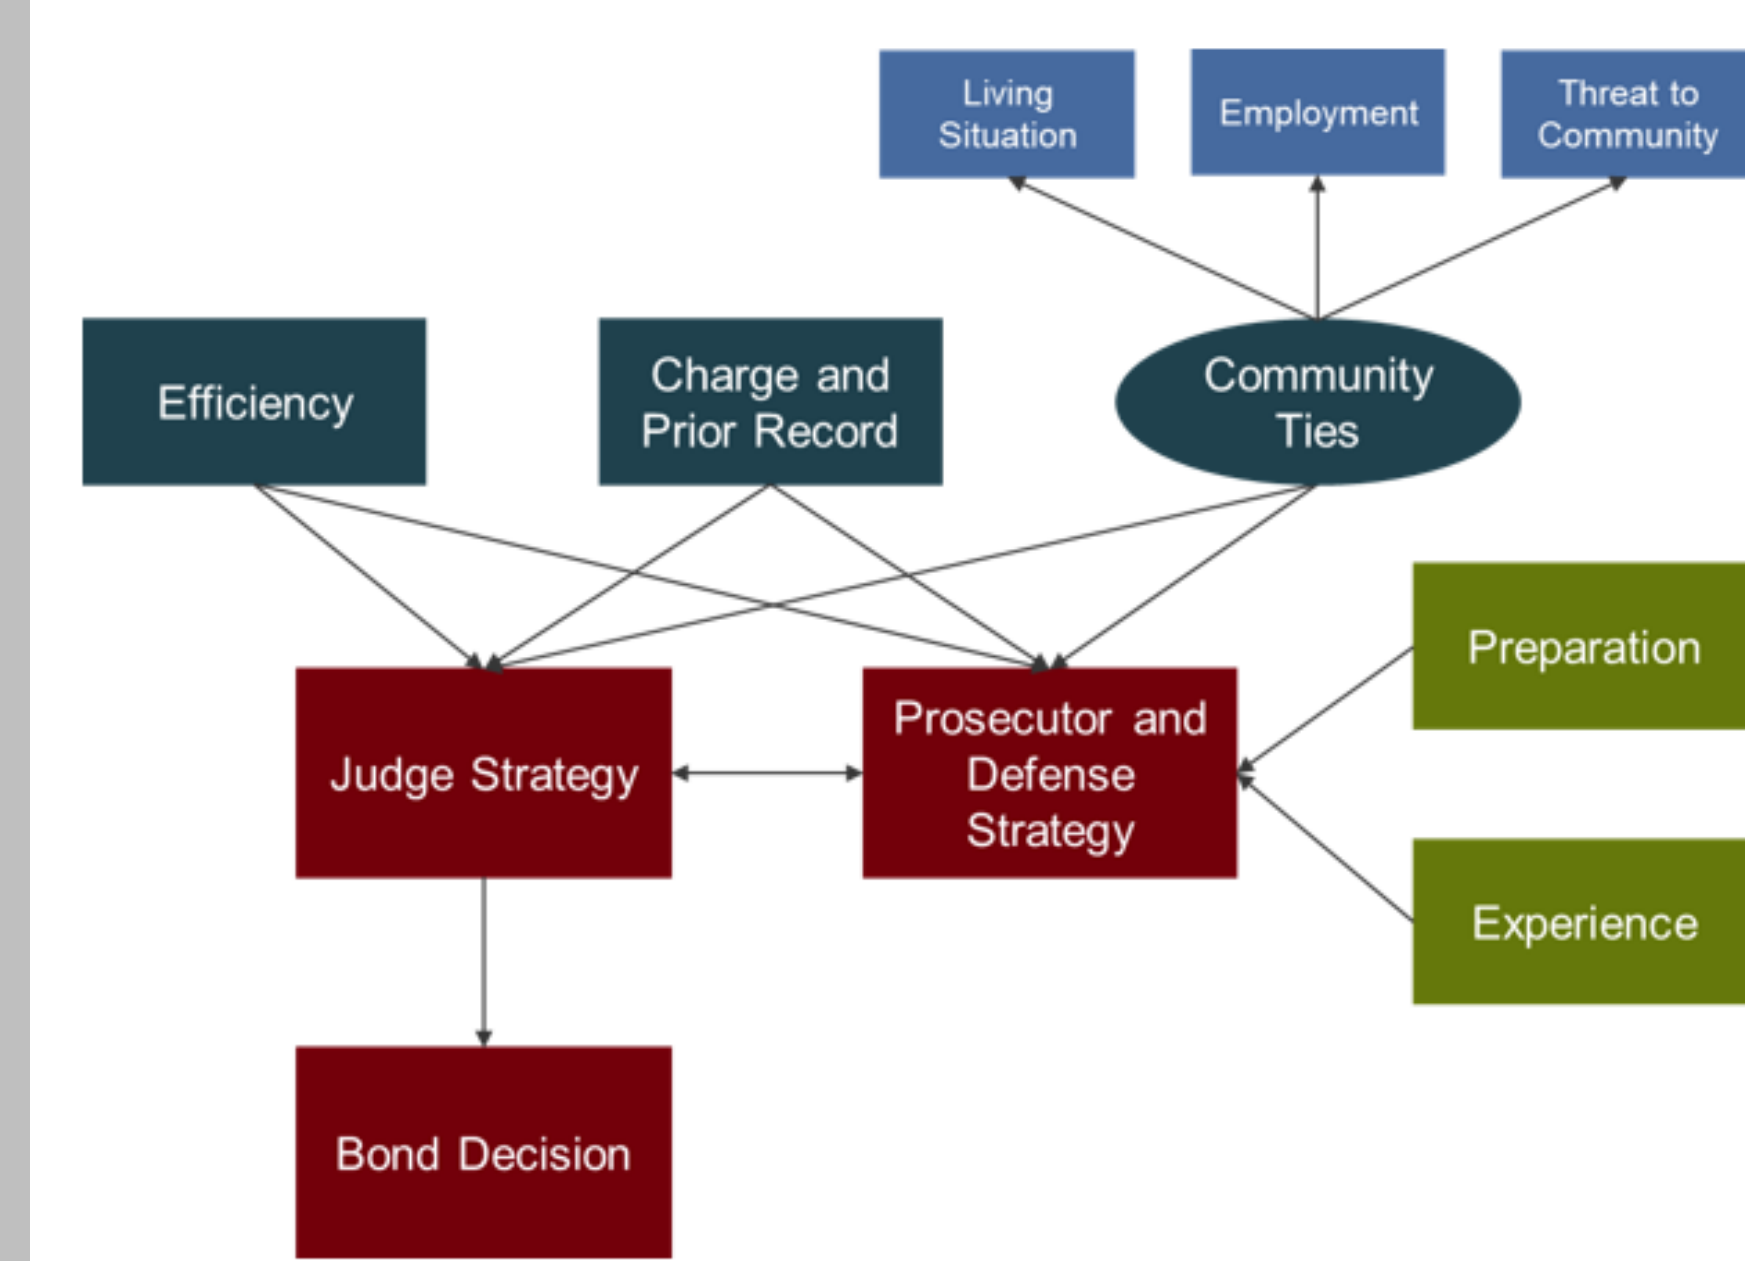 Living
Situation
Employment
Threat to
Community
Efficiency
Charge and
Prior Record
Community
Ties
Preparation
Judge Strategy
Prosecutor and
Defense
Strategy
Experience
Bond Decision